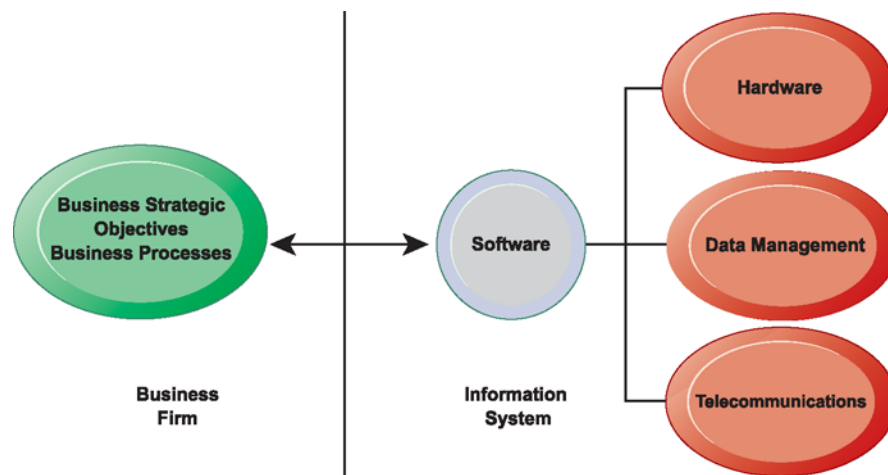 Business Strategic
Objectives
Business Processes
Business
Firm
Software
Information
System
Hardware
Data Management
Telecommunications